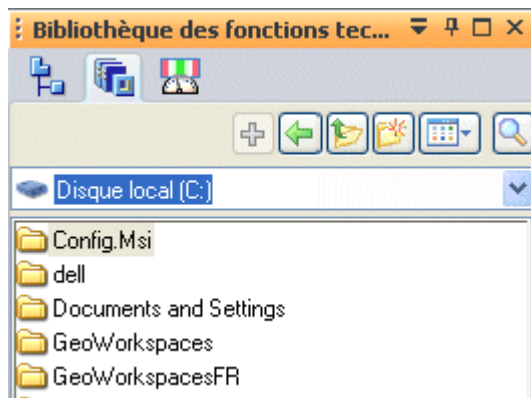 Bibliothèque des fonctions tec...
Disque local (C:)
Config.Msi
dell
Documents and Settings
GeoWorkspaces
GeoWorkspacesFR